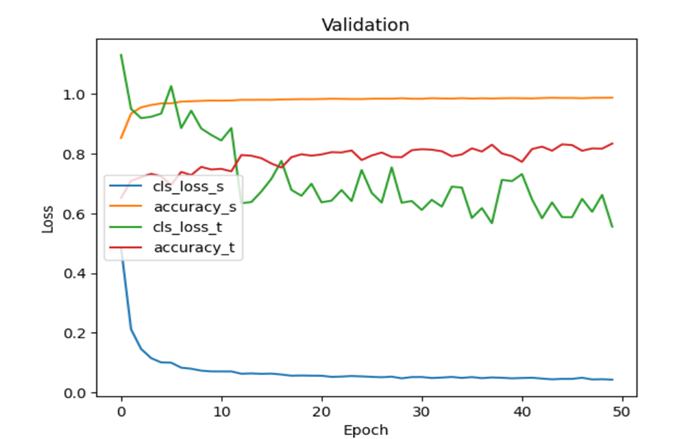 Validation
Loss
1.0
0.8
0.6
0.4
0.2
0.0
cls_loss_s
accuracy_s
cls_loss_t
accuracy_t
0 10 20 30 40 50
Epoch